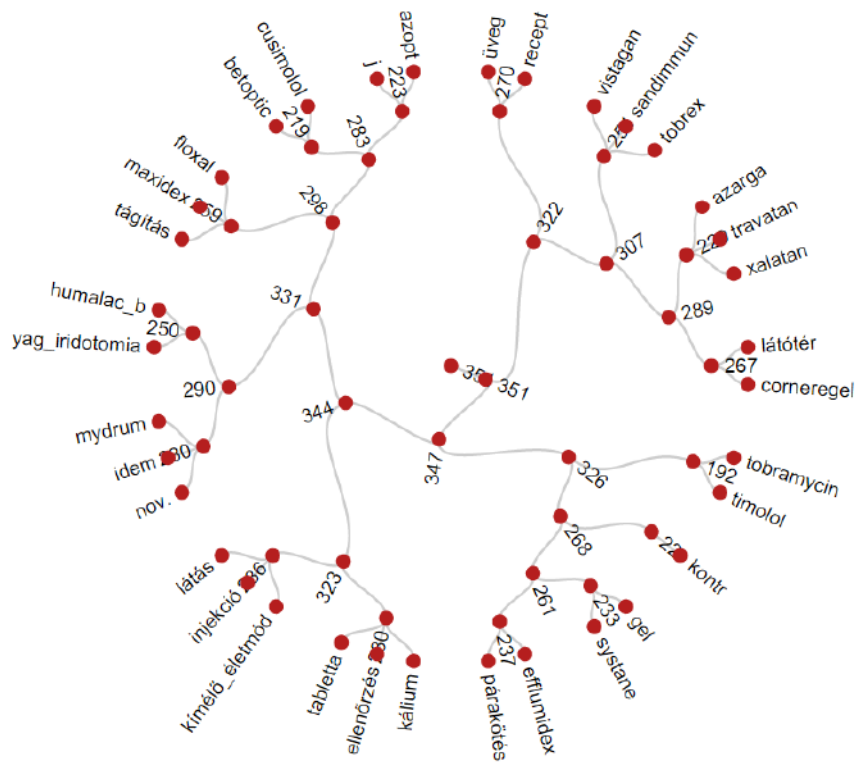 cusimolol
azopt
j
223
betoptic
219
283
üveg
recept
270
vistagan
sandimmun
tobrex
floxal
maxidex
tágítás
298
322
307
azarga
travatan
xalatan
289
humalac_b
250
yag_iridotomia
331
290
látótér
267
corneregel
351
344
347
mydrum
idem
nov.
326
192
tobramycin
timolol
268
kontr
látás
injekció
kímélő_életmód
323
261
233
gel
systane
tabletta
ellenőrzés
kálium
237
párakötés
efflumidex